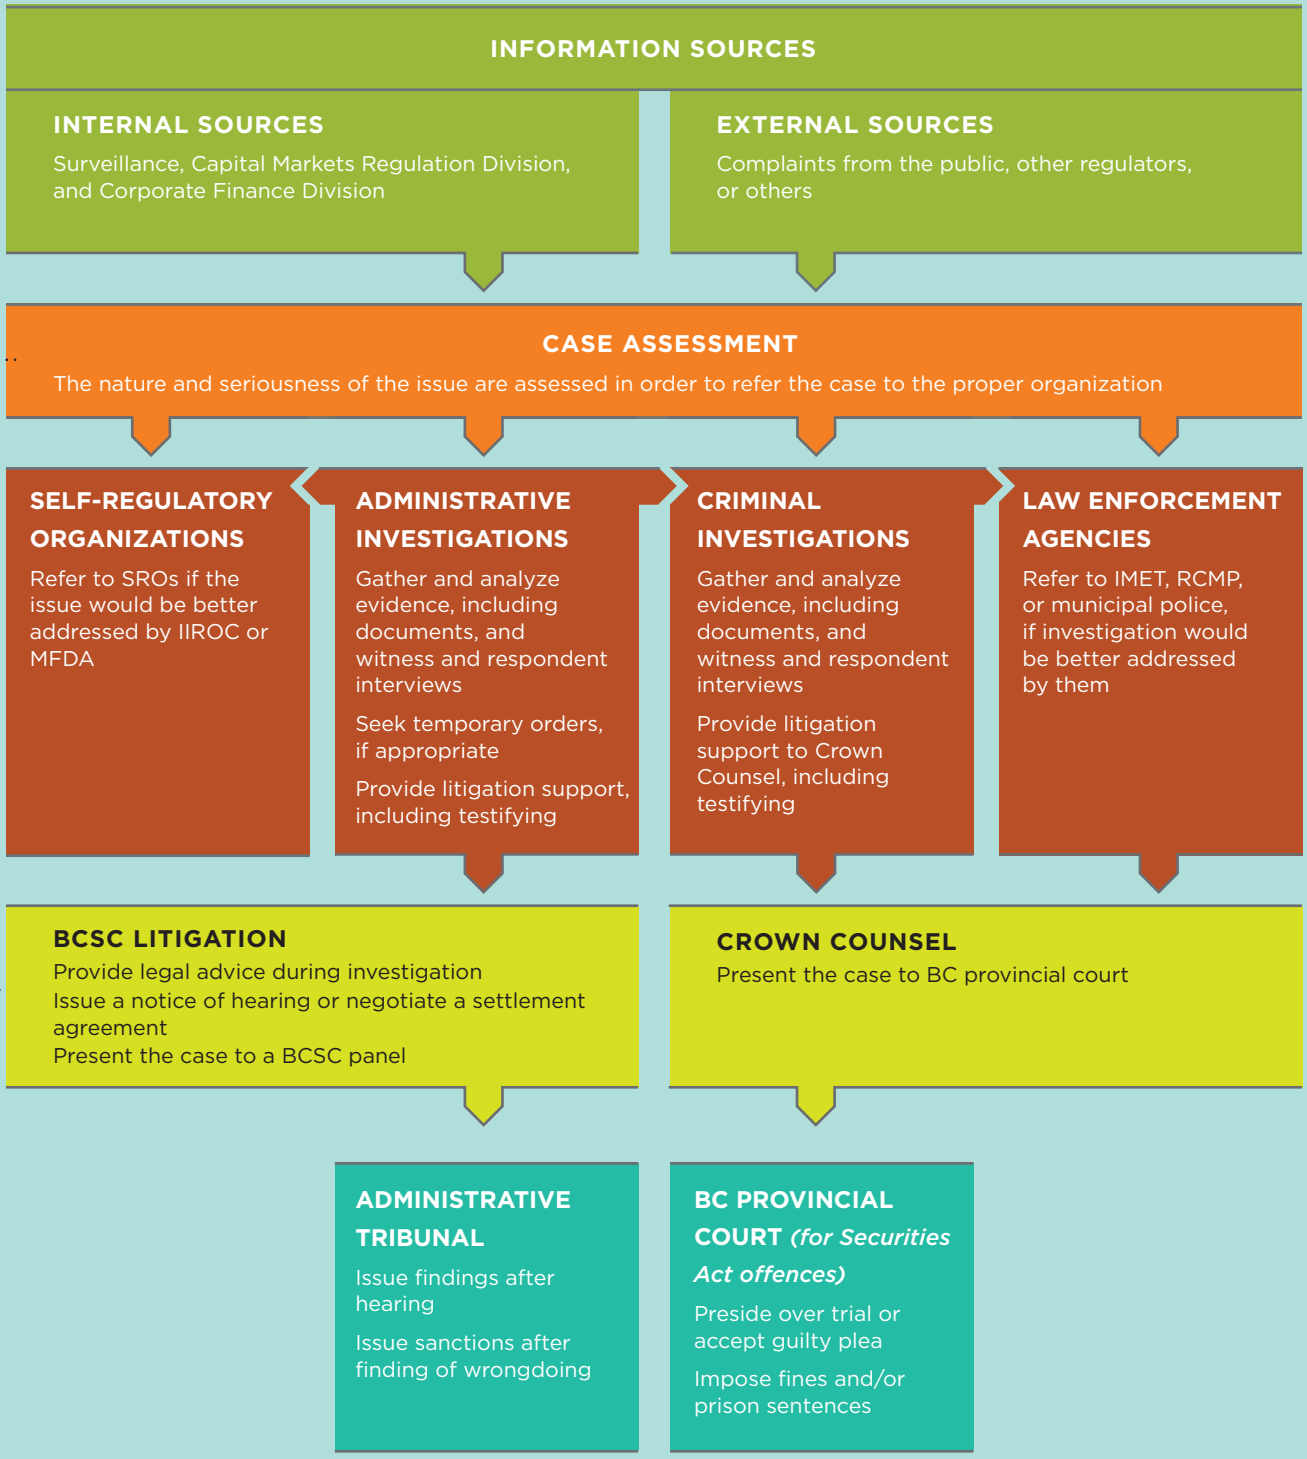 INFORMATION SOURCES
INTERNAL SOURCES
Surveillance, Capital Markets Regulation Division,
and Corporate Finance Division
EXTERNAL SOURCES
Complaints from the public, other regulators,
or others
CASE ASSESSMENT
The nature and seriousness of the issue are assessed in order to refer the case to the proper organization
SELF-REGULATORY
ORGANIZATIONS
Refer to SROs if the
issue would be better
addressed by IIROC or
MFDA
ADMINISTRATIVE
INVESTIGATIONS
Gather and analyze
evidence, including
documents, and
witness and respondent
interviews
Seek temporary orders,
if appropriate
Provide litigation support,
including testifying
CRIMINAL
INVESTIGATIONS
Gather and analyze
evidence, including
documents, and
witness and respondent
interviews
Provide litigation
support to Crown
Counsel, including
testifying
LAW ENFORCEMENT
AGENCIES
Refer to IMET, RCMP,
or municipal police,
if investigation would
be better addressed
by them
BCSC LITIGATION
Provide legal advice during investigation
Issue a notice of hearing or negotiate a settlement
agreement
Present the case to a BCSC panel
CROWN COUNSEL
Present the case to BC provincial court
ADMINISTRATIVE
TRIBUNAL
Issue findings after
hearing
Issue sanctions after
finding of wrongdoing
BC PROVINCIAL
COURT (for Securities
Act offences)
Preside over trial or
accept guilty plea
Impose fines and/or
prison sentences